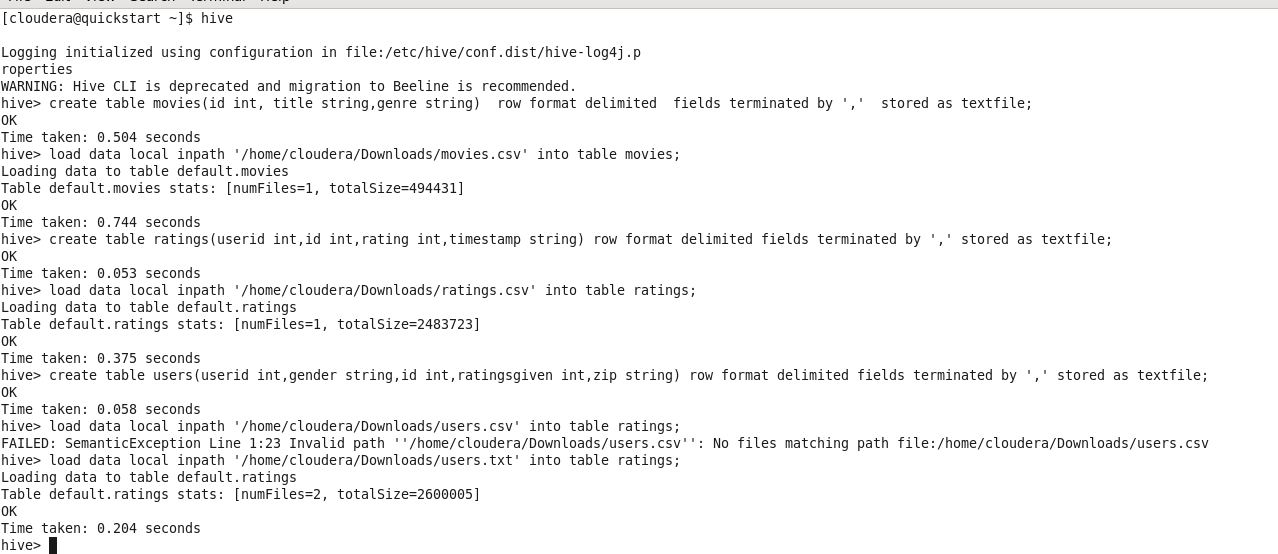 File Edit View Search Terminal Help
[cloudera@quickstart ~]$ hive
Logging initialized using configuration in file:/etc/hive/conf.dist/hive-log4j.p
roperties
WARNING: Hive CLI is deprecated and migration to Beeline is recommended.
hive> create table movies(id int, title string,genre string)  row format delimited  fields terminated by ','  stored as textfile;
OK
Time taken: 0.504 seconds
hive> load data local inpath '/home/cloudera/Downloads/movies.csv' into table movies;
Loading data to table default.movies
Table default.movies stats: [numFiles=1, totalSize=494431]
OK
Time taken: 0.744 seconds
hive> create table ratings(userid int,id int,rating int,timestamp string) row format delimited fields terminated by ',' stored as textfile;
OK
Time taken: 0.053 seconds
hive> load data local inpath '/home/cloudera/Downloads/ratings.csv' into table ratings;
Loading data to table default.ratings
Table default.ratings stats: [numFiles=1, totalSize=2483723]
OK
Time taken: 0.375 seconds
hive> create table users(userid int,gender string,id int,ratingsgiven int,zip string) row format delimited fields terminated by ',' stored as textfile;
OK
Time taken: 0.058 seconds
hive> load data local inpath '/home/cloudera/Downloads/users.csv' into table ratings;
FAILED: SemanticException Line 1:23 Invalid path ''/home/cloudera/Downloads/users.csv'': No files matching path file:/home/cloudera/Downloads/users.csv
hive> load data local inpath '/home/cloudera/Downloads/users.txt' into table ratings;
Loading data to table default.ratings
Table default.ratings stats: [numFiles=2, totalSize=2600005]
OK
Time taken: 0.204 seconds
hive>